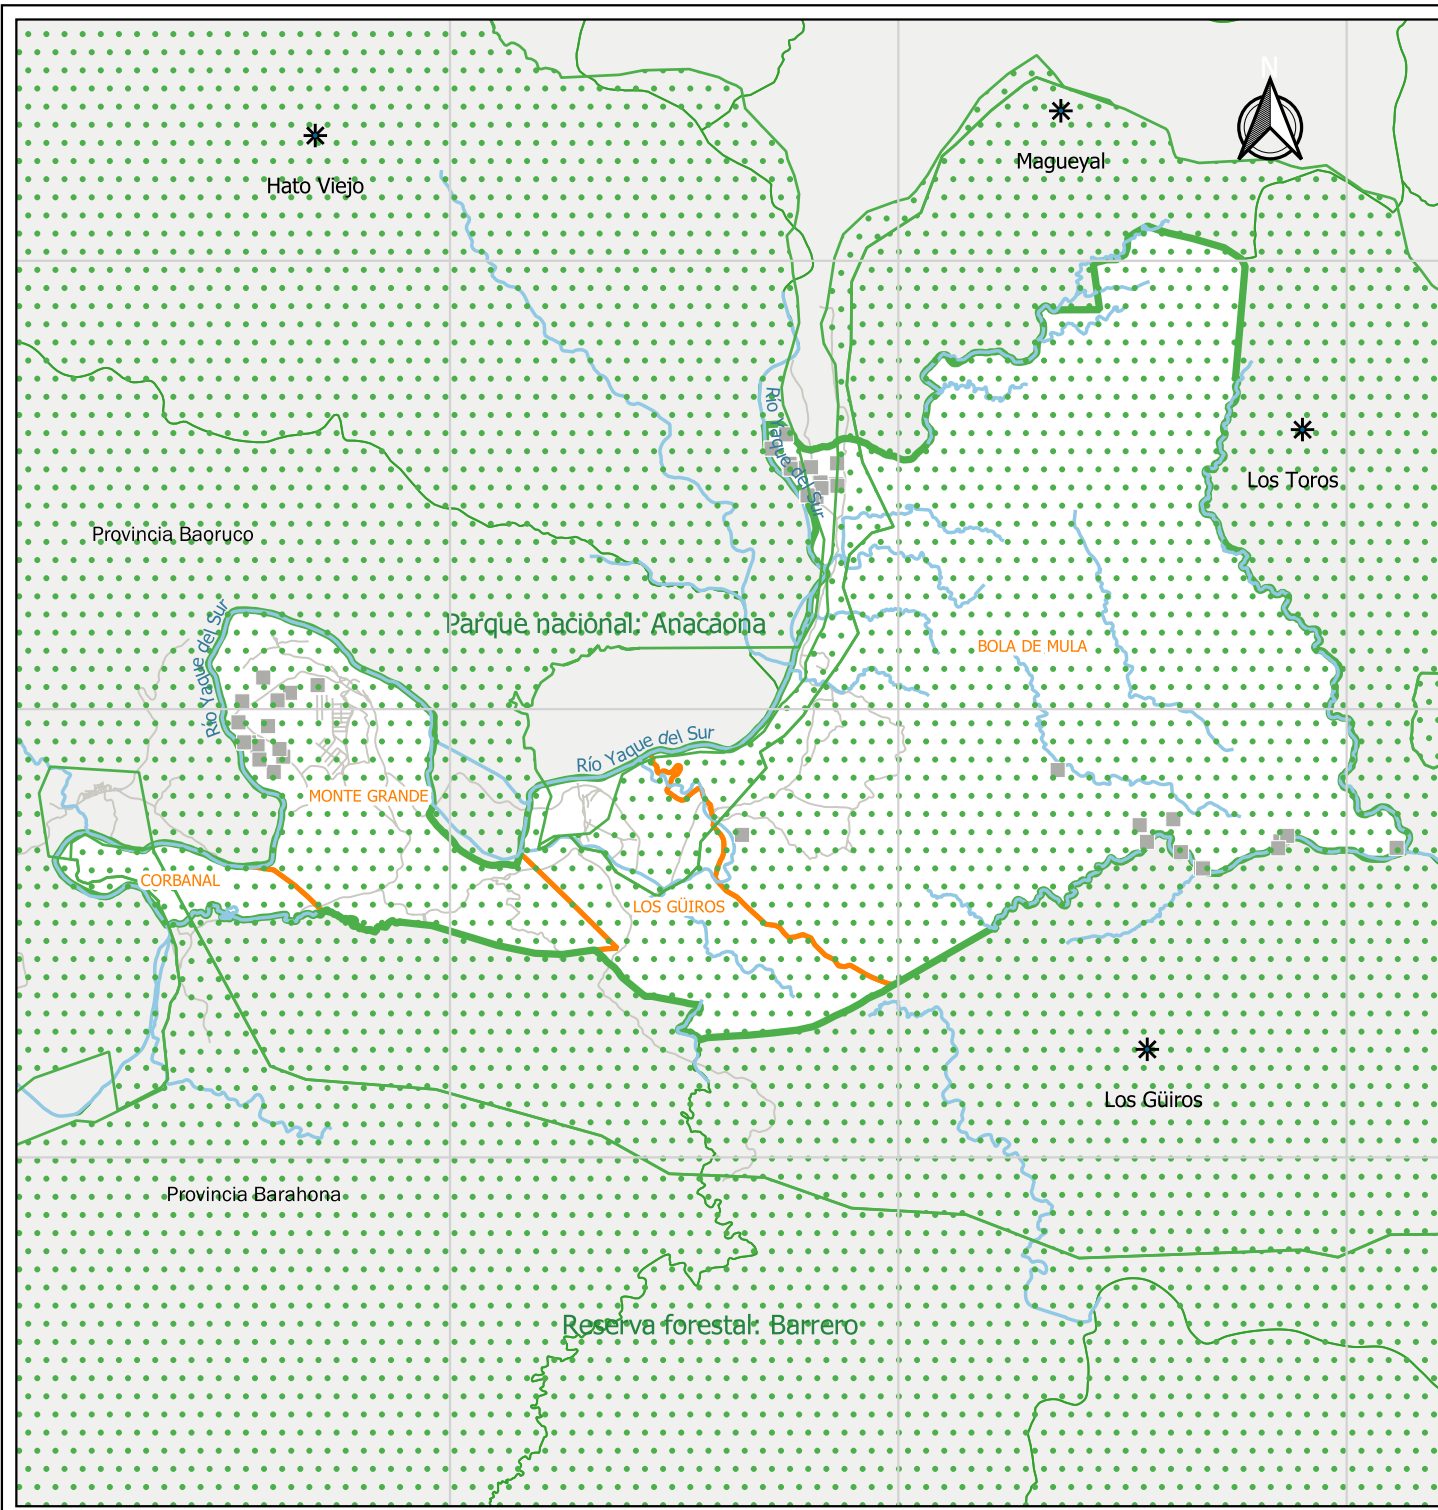 N
Magueyal
Hato Viejo
Río Yaque del Sur
Los Toros
Provincia Baoruco
Río Yaque del Sur
Parque nacional: Anacaona
BOLA DE MULA
Río Yaque del Sur
MONTE GRANDE
CORBANAL
LOS GÜIROS
Los Güiros
Provincia Barahona
Reserva forestal: Barrero